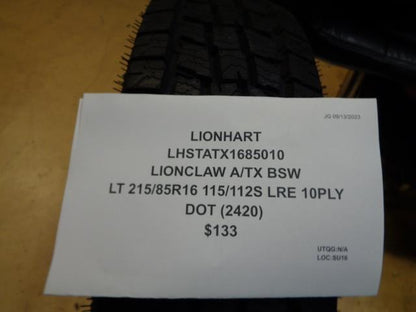 JG 09/13/2023
LIONHART
LHSTATX1685010
LIONCLAW A/TX BSW
LT 215/85R16 115/112S LRE 10PLY
DOT (2420)
$133
UTQG:N/A
LOC:SU16